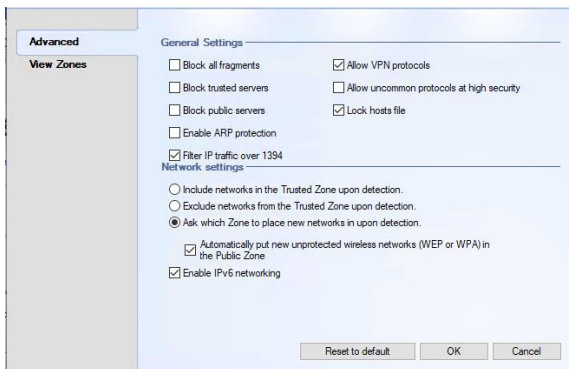 Advanced
View Zones
General Settings
Block all fragments
Allow VPN protocols
Block trusted servers
Allow uncommon protocols at high security
Block public servers
Lock hosts file
Enable ARP protection
Filter IP traffic over 1394
Network settings
Include networks in the Trusted Zone upon detection.
Exclude networks from the Trusted Zone upon detection.
Ask which Zone to place new networks in upon detection.
Automatically put new unprotected wireless networks (WEP or WPA) in
the Public Zone
Enable IPv6 networking
Reset to default
OK
Cancel